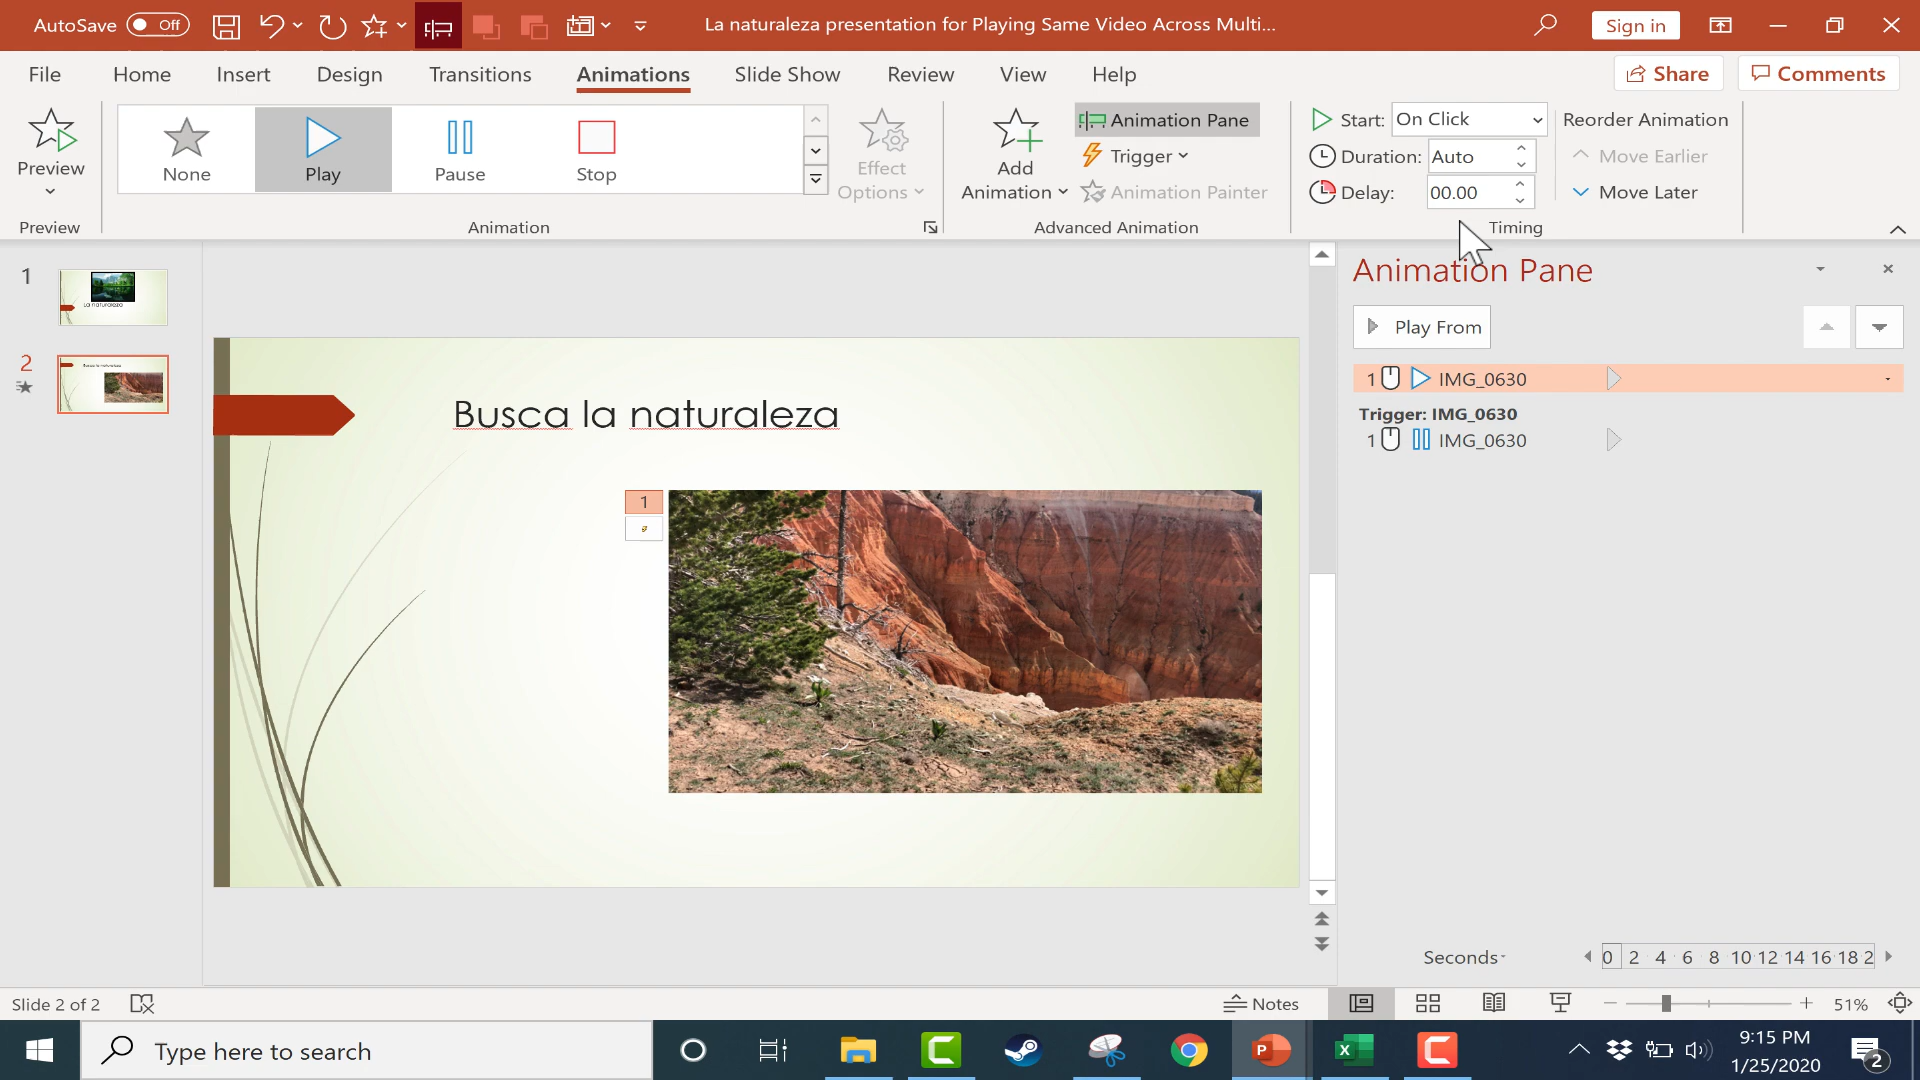 AutoSave Off
La naturaleza presentation for Playing Same Video Across Multi...
Sign in
File Home Insert Design Transitions Animations Slide Show Review View Help
Share Comments
Preview
None Play Pause Stop
Effect Options
Add Animation
Animation Pane
Trigger
Animation Painter
Start: On Click
Duration: Auto
Delay: 00.00
Reorder Animation
Move Earlier
Move Later
Preview Animation Advanced Animation Timing
1
La naturaleza
2
Busca la naturaleza
Busca la naturaleza
1
Animation Pane
Play From
1 IMG_0630
Trigger: IMG_0630
1 IMG_0630
Seconds 0 2 4 6 8 10 12 14 16 18 2
Slide 2 of 2
Notes
51%
Type here to search
9:15 PM
1/25/2020
2